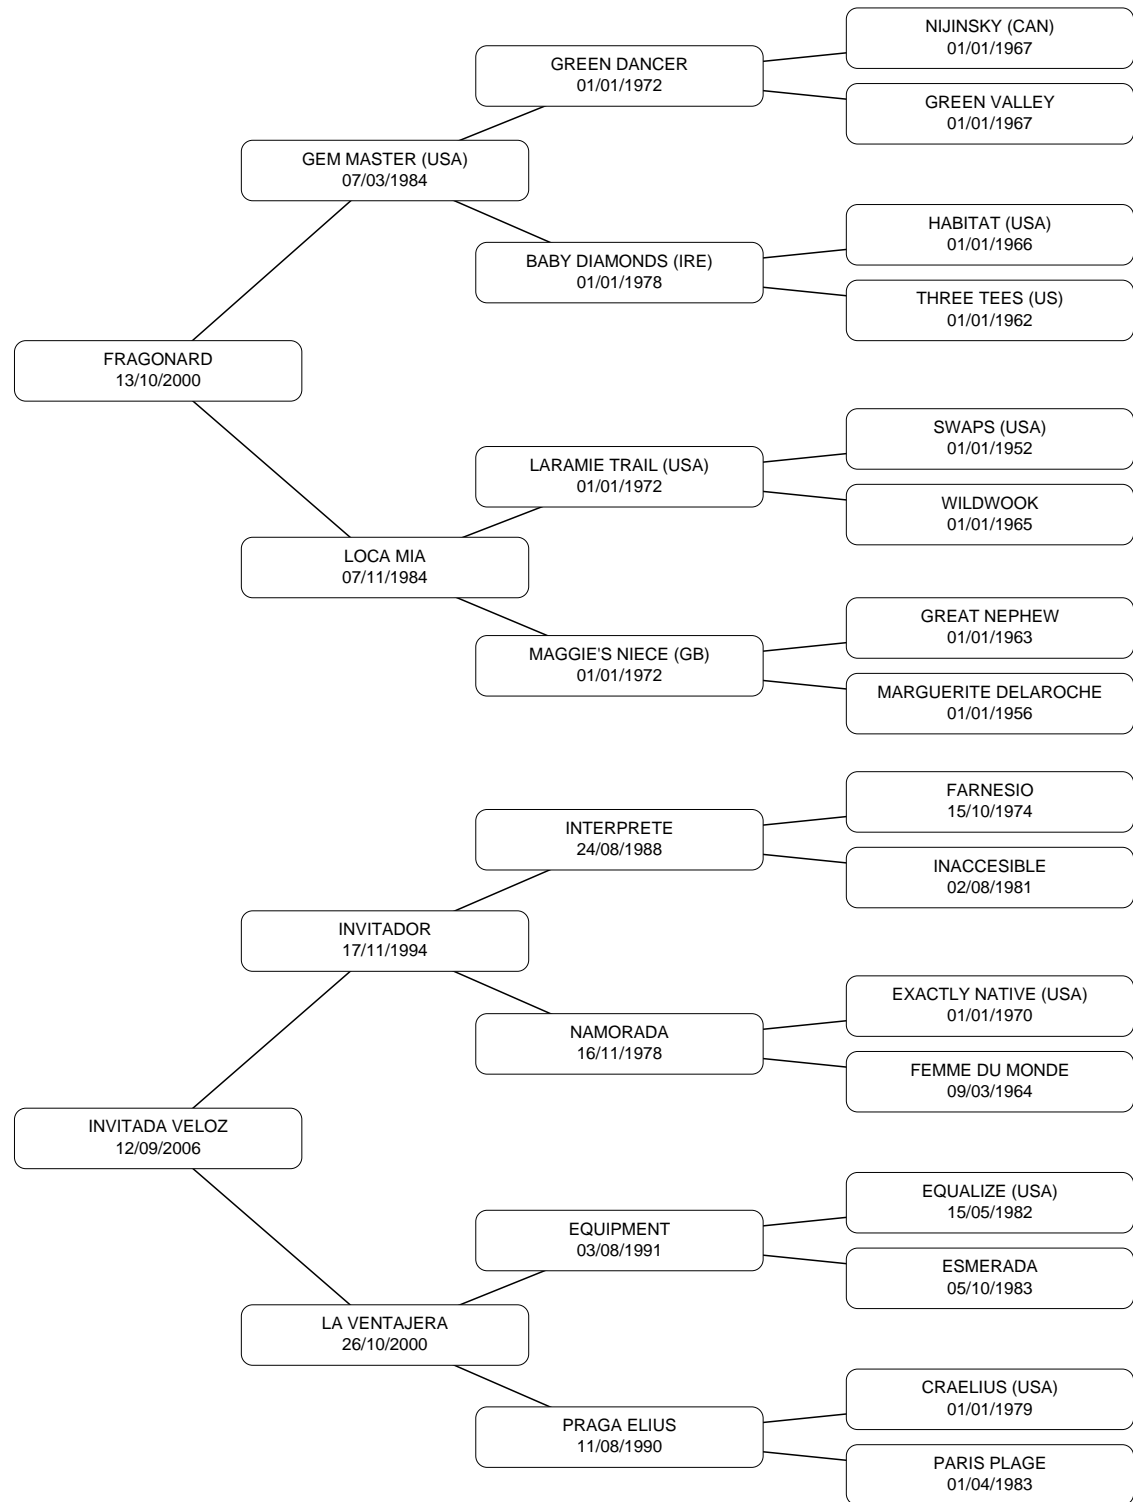 NIJINSKY (CAN)
01/01/1967
GREEN DANCER
01/01/1972
GREEN VALLEY
01/01/1967
GEM MASTER (USA)
07/03/1984
HABITAT (USA)
01/01/1966
BABY DIAMONDS (IRE)
01/01/1978
THREE TEES (US)
01/01/1962
FRAGONARD
13/10/2000
SWAPS (USA)
01/01/1952
LARAMIE TRAIL (USA)
01/01/1972
WILDWOOK
01/01/1965
LOCA MIA
07/11/1984
GREAT NEPHEW
01/01/1963
MAGGIE'S NIECE (GB)
01/01/1972
MARGUERITE DELAROCHE
01/01/1956
FARNESIO
15/10/1974
INTERPRETE
24/08/1988
INACCESIBLE
02/08/1981
INVITADOR
17/11/1994
EXACTLY NATIVE (USA)
01/01/1970
NAMORADA
16/11/1978
FEMME DU MONDE
09/03/1964
INVITADA VELOZ
12/09/2006
EQUALIZE (USA)
15/05/1982
EQUIPMENT
03/08/1991
ESMERADA
05/10/1983
LA VENTAJERA
26/10/2000
CRAELIUS (USA)
01/01/1979
PRAGA ELIUS
11/08/1990
PARIS PLAGE
01/04/1983